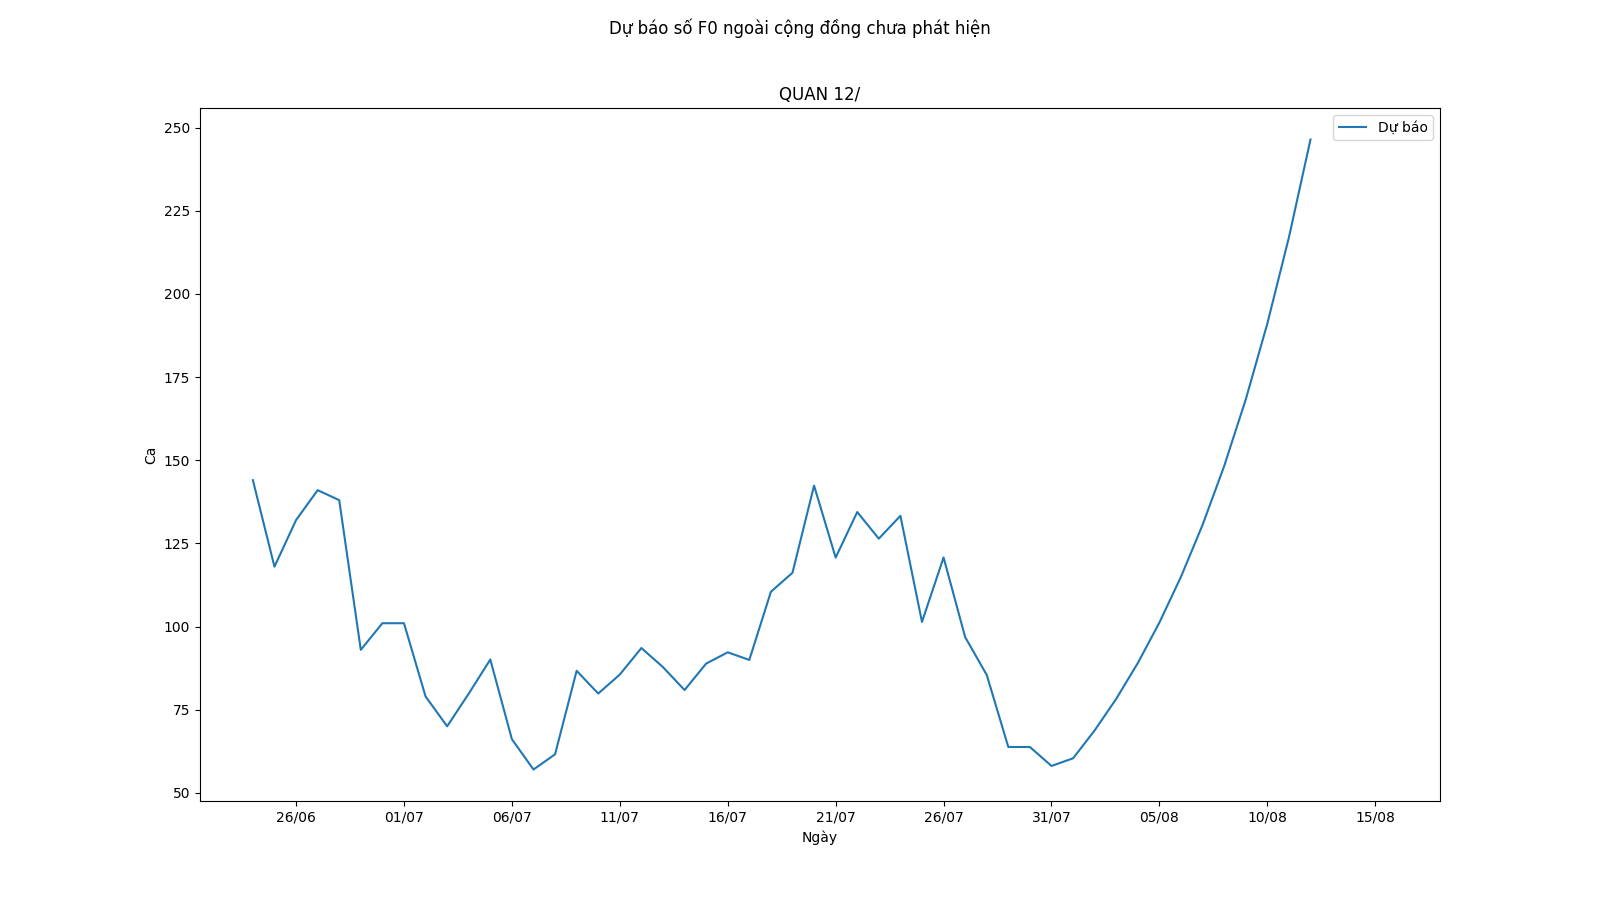 Dự báo số F0 ngoài cộng đồng chưa phát hiện
QUAN 12/
Dự báo
250
225
200
175
150
125
100
75
50
Ca
26/06 01/07 06/07 11/07 16/07 21/07 26/07 31/07 05/08 10/08 15/08
Ngày